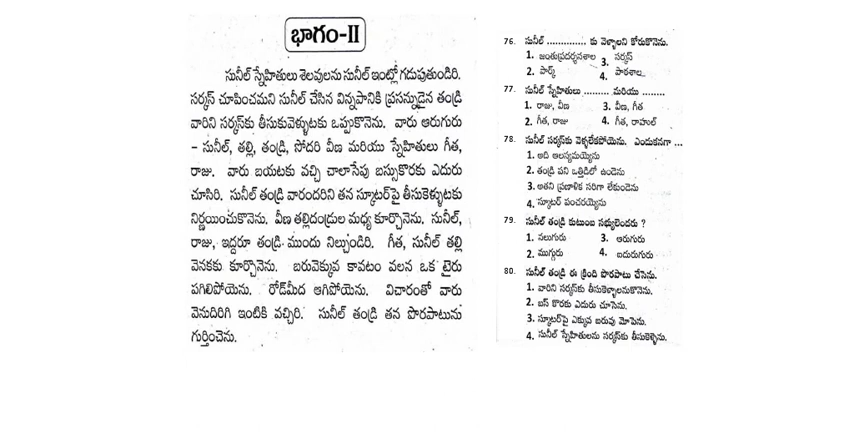 భాగం-II
సునీల్ స్నేహితులు శెలవులను సునీల్ ఇంట్లో గడుపుతుండిరి.
సర్కస్ చూపించమని సునీల్ చేసిన విన్నపానికి ప్రసన్నుడైన తండ్రి
వారిని సర్కస్‌కు తీసుకువెళ్ళుటకు ఒప్పుకొనెను. వారు ఆరుగురు
– సునీల్, తల్లి, తండ్రి, సోదరి వీణ మరియు స్నేహితులు గీత,
రాజు. వారు బయటకు వచ్చి చాలాసేపు బస్సుకొరకు ఎదురు
చూసిరి. సునీల్ తండ్రి వారందరిని తన స్కూటర్‌పై తీసుకెళ్ళుటకు
నిర్ణయించుకొనెను. వీణ తల్లిదండ్రుల మధ్య కూర్చొనెను. సునీల్,
రాజు, ఇద్దరూ తండ్రి ముందు నిల్చుండిరి. గీత, సునీల్ తల్లి
వెనకకు కూర్చొనెను. బరువెక్కువ కావటం వలన ఒక టైరు
పగిలిపోయెను. రోడ్‌మీద ఆగిపోయెను. విచారంతో వారు
వెనుదిరిగి ఇంటికి వచ్చిరి. సునీల్ తండ్రి తన పొరపాటును
గుర్తించెను.
76. సునీల్ .............. కు వెళ్ళాలని కోరుకొనెను.
1. జంతుప్రదర్శనశాల 3. సర్కస్
2. పార్క్ 4. పాఠశాల
77. సునీల్ స్నేహితులు ......... మరియు ........
1. రాజు, వీణ 3. వీణ, గీత
2. గీత, రాజు 4. గీత, రాహుల్
78. సునీల్ సర్కస్‌కు వెళ్ళలేకపోయెను. ఎందుకనగా ...
1. అది ఆలస్యమయ్యెను
2. తండ్రి పని ఒత్తిడిలో ఉండెను
3. అతని ప్రణాళిక సరిగా లేకుండెను
4. స్కూటర్ పంచరయ్యెను
79. సునీల్ తండ్రి కుటుంబ సభ్యులెందరు ?
1. నలుగురు 3. ఆరుగురు
2. ముగ్గురు 4. ఐదురుగురు
80. సునీల్ తండ్రి ఈ క్రింది పొరపాటు చేసెను.
1. వారిని సర్కస్‌కు తీసుకెళ్ళాలనుకొనెను.
2. బస్ కొరకు ఎదురు చూసెను.
3. స్కూటర్‌పై ఎక్కువ బరువు మోపెను.
4. సునీల్ స్నేహితులను సర్కస్‌కు తీసుకెళ్ళెను.